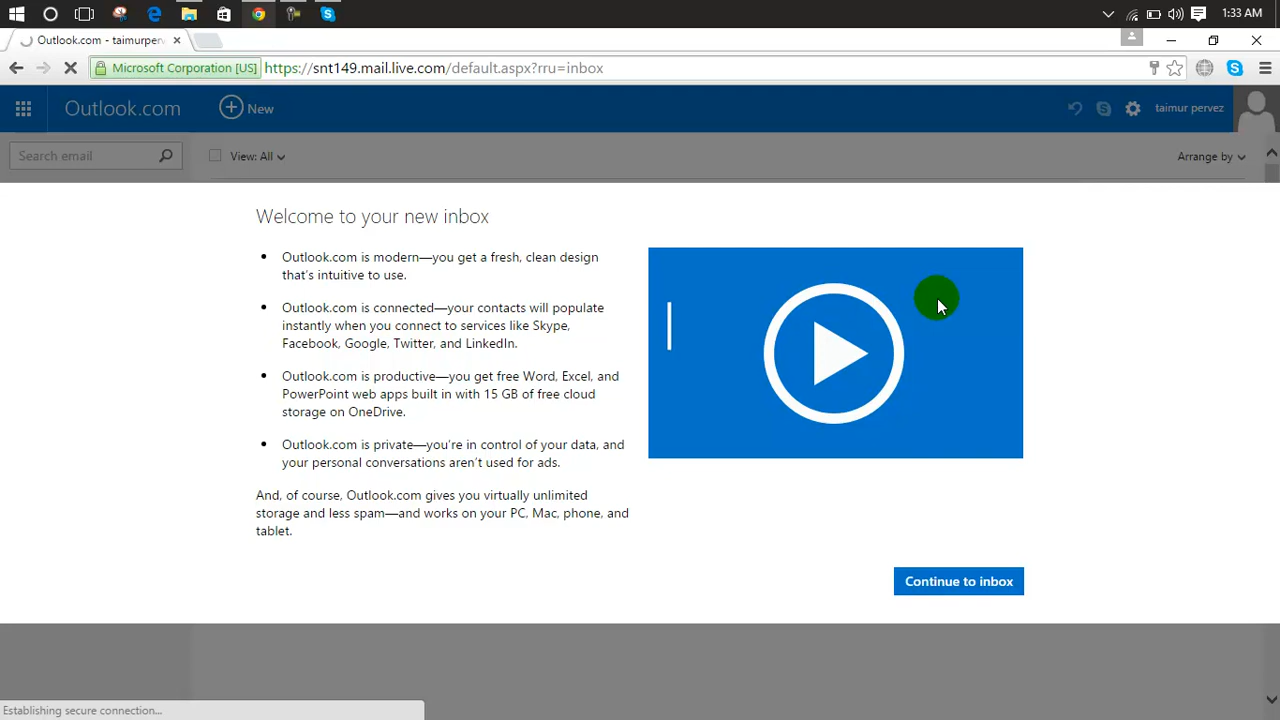 1:33 AM
Outlook.com - taimurperv
Microsoft Corporation [US]
https://snt149.mail.live.com/default.aspx?rru=inbox
Outlook.com
New
taimur pervez
Search email
View: All
Arrange by
Welcome to your new inbox
Outlook.com is modern—you get a fresh, clean design
that's intuitive to use.
Outlook.com is connected—your contacts will populate
instantly when you connect to services like Skype,
Facebook, Google, Twitter, and LinkedIn.
Outlook.com is productive—you get free Word, Excel, and
PowerPoint web apps built in with 15 GB of free cloud
storage on OneDrive.
Outlook.com is private—you're in control of your data, and
your personal conversations aren't used for ads.
And, of course, Outlook.com gives you virtually unlimited
storage and less spam—and works on your PC, Mac, phone, and
tablet.
Continue to inbox
Establishing secure connection...